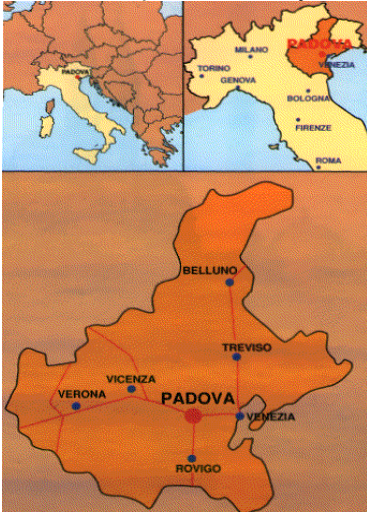 PADOVA
PADOVA
MILANO
VENEZIA
TORINO
GENOVA
BOLOGNA
FIRENZE
ROMA
BELLUNO
TREVISO
VICENZA
VERONA
PADOVA
VENEZIA
ROVIGO